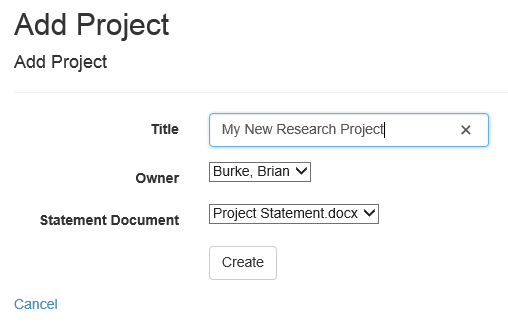 Add Project
Add Project
Title My New Research Project ×
Owner Burke, Brian
Statement Document Project Statement.docx
Create
Cancel